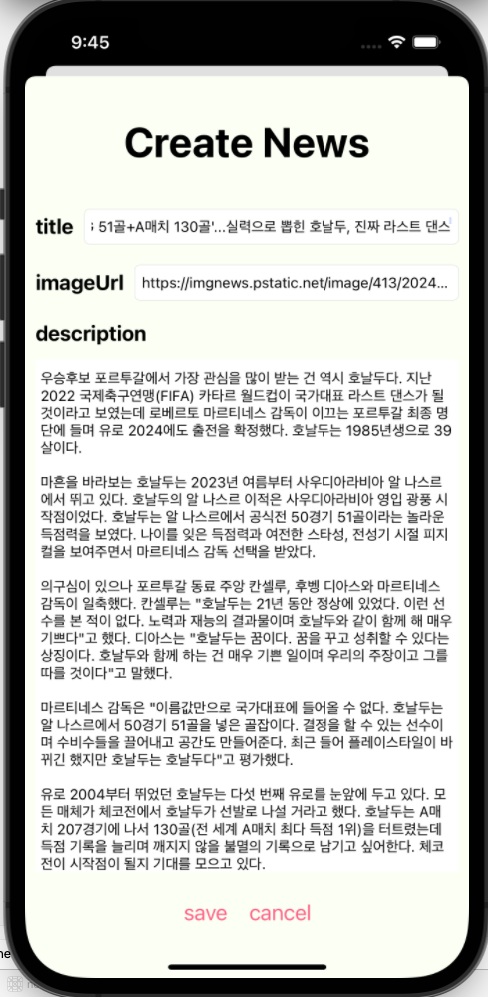 9:45
Create News
title
51골+A매치 130골'...실력으로 뽑힌 호날두, 진짜 라스트 댄스
imageUrl
https://imgnews.pstatic.net/image/413/2024...
description
우승후보 포르투갈에서 가장 관심을 많이 받는 건 역시 호날두다. 지난
2022 국제축구연맹(FIFA) 카타르 월드컵이 국가대표 라스트 댄스가 될
것이라고 보였는데 로베르토 마르티네스 감독이 이끄는 포르투갈 최종 명
단에 들며 유로 2024에도 출전을 확정했다. 호날두는 1985년생으로 39
살이다.
마흔을 바라보는 호날두는 2023년 여름부터 사우디아라비아 알 나스르
에서 뛰고 있다. 호날두의 알 나스르 이적은 사우디아라비아 영입 광풍 시
작점이었다. 호날두는 알 나스르에서 공식전 50경기 51골이라는 놀라운
득점력을 보였다. 나이를 잊은 득점력과 여전한 스타성, 전성기 시절 피지
컬을 보여주면서 마르티네스 감독 선택을 받았다.
의구심이 있으나 포르투갈 동료 주앙 칸셀루, 후벵 디아스와 마르티네스
감독이 일축했다. 칸셀루는 "호날두는 21년 동안 정상에 있었다. 이런 선
수를 본 적이 없다. 노력과 재능의 결과물이며 호날두와 같이 함께 해 매우
기쁘다"고 했다. 디아스는 "호날두는 꿈이다. 꿈을 꾸고 성취할 수 있다는
상징이다. 호날두와 함께 하는 건 매우 기쁜 일이며 우리의 주장이고 그를
따를 것이다"고 말했다.
마르티네스 감독은 "이름값만으로 국가대표에 들어올 수 없다. 호날두는
알 나스르에서 50경기 51골을 넣은 골잡이다. 결정을 할 수 있는 선수이
며 수비수들을 끌어내고 공간도 만들어준다. 최근 들어 플레이스타일이 바
뀌긴 했지만 호날두는 호날두다"고 평가했다.
유로 2004부터 뛰었던 호날두는 다섯 번째 유로를 눈앞에 두고 있다. 모
든 매체가 체코전에서 호날두가 선발로 나설 거라고 했다. 호날두는 A매
치 207경기에 나서 130골(전 세계 A매치 최다 득점 1위)을 터트렸는데
득점 기록을 늘리며 깨지지 않을 불멸의 기록으로 남기고 싶어한다. 체코
전이 시작점이 될지 기대를 모으고 있다.
save cancel